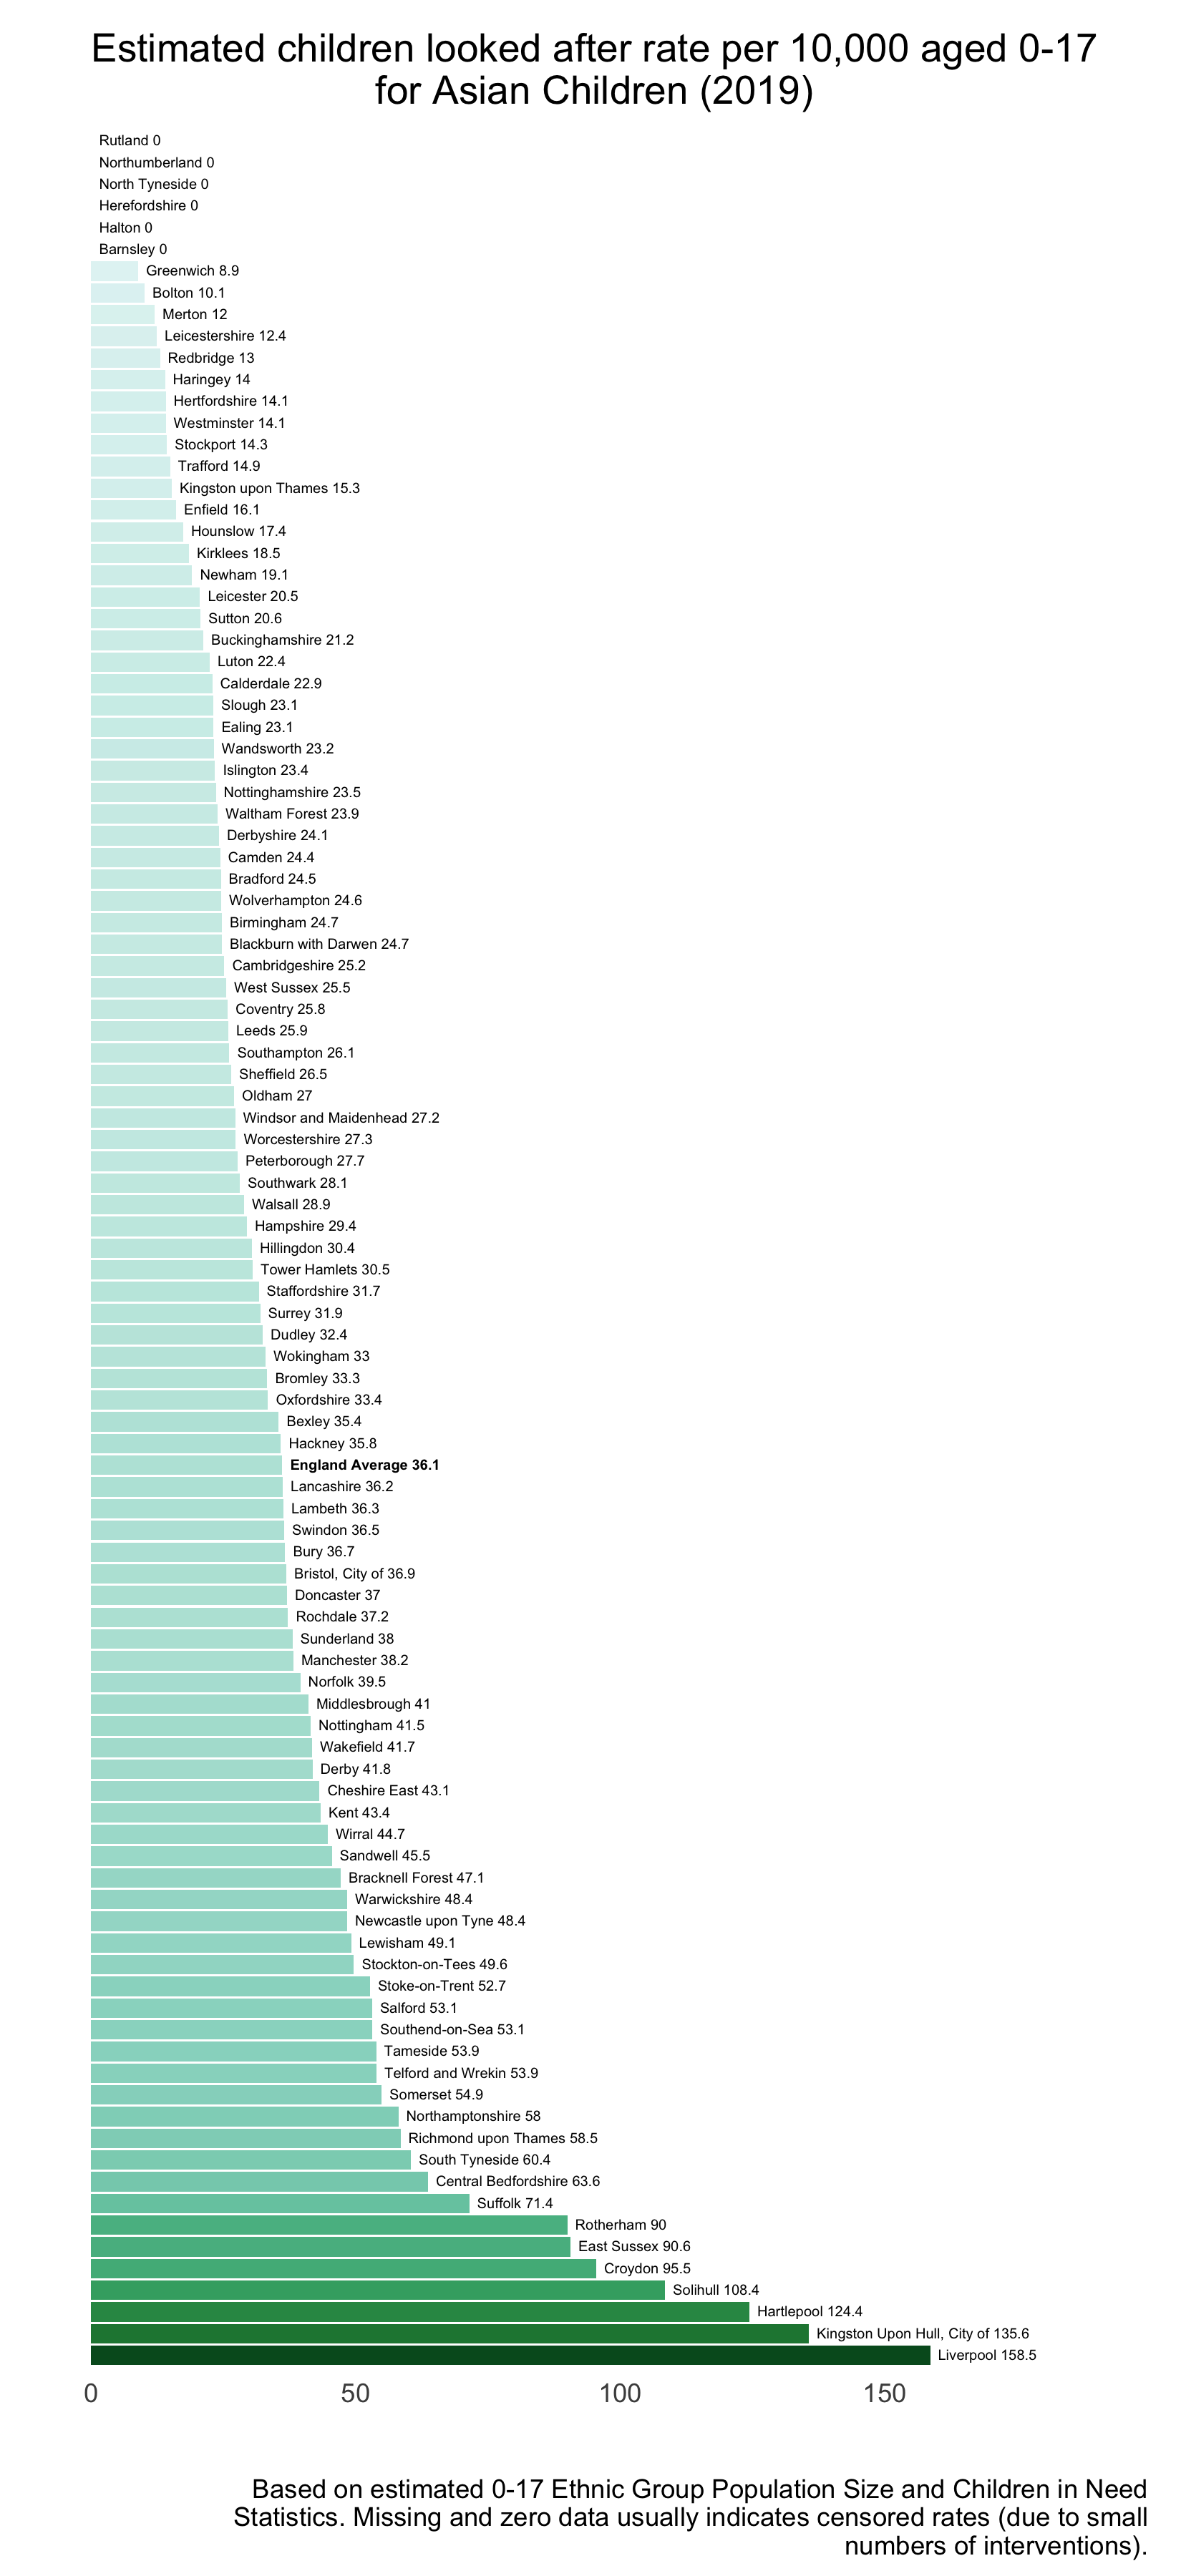 Estimated children looked after rate per 10,000 aged 0-17
for Asian Children (2019)
Rutland 0
Northumberland 0
North Tyneside 0
Herefordshire 0
Halton 0
Barnsley 0
Greenwich 8.9
Bolton 10.1
Merton 12
Leicestershire 12.4
Redbridge 13
Haringey 14
Hertfordshire 14.1
Westminster 14.1
Stockport 14.3
Trafford 14.9
Kingston upon Thames 15.3
Enfield 16.1
Hounslow 17.4
Kirklees 18.5
Newham 19.1
Leicester 20.5
Sutton 20.6
Buckinghamshire 21.2
Luton 22.4
Calderdale 22.9
Slough 23.1
Ealing 23.1
Wandsworth 23.2
Islington 23.4
Nottinghamshire 23.5
Waltham Forest 23.9
Derbyshire 24.1
Camden 24.4
Bradford 24.5
Wolverhampton 24.6
Birmingham 24.7
Blackburn with Darwen 24.7
Cambridgeshire 25.2
West Sussex 25.5
Coventry 25.8
Leeds 25.9
Southampton 26.1
Sheffield 26.5
Oldham 27
Windsor and Maidenhead 27.2
Worcestershire 27.3
Peterborough 27.7
Southwark 28.1
Walsall 28.9
Hampshire 29.4
Hillingdon 30.4
Tower Hamlets 30.5
Staffordshire 31.7
Surrey 31.9
Dudley 32.4
Wokingham 33
Bromley 33.3
Oxfordshire 33.4
Bexley 35.4
Hackney 35.8
England Average 36.1
Lancashire 36.2
Lambeth 36.3
Swindon 36.5
Bury 36.7
Bristol, City of 36.9
Doncaster 37
Rochdale 37.2
Sunderland 38
Manchester 38.2
Norfolk 39.5
Middlesbrough 41
Nottingham 41.5
Wakefield 41.7
Derby 41.8
Cheshire East 43.1
Kent 43.4
Wirral 44.7
Sandwell 45.5
Bracknell Forest 47.1
Warwickshire 48.4
Newcastle upon Tyne 48.4
Lewisham 49.1
Stockton-on-Tees 49.6
Stoke-on-Trent 52.7
Salford 53.1
Southend-on-Sea 53.1
Tameside 53.9
Telford and Wrekin 53.9
Somerset 54.9
Northamptonshire 58
Richmond upon Thames 58.5
South Tyneside 60.4
Central Bedfordshire 63.6
Suffolk 71.4
Rotherham 90
East Sussex 90.6
Croydon 95.5
Solihull 108.4
Hartlepool 124.4
Kingston Upon Hull, City of 135.6
Liverpool 158.5
0 50 100 150
Based on estimated 0-17 Ethnic Group Population Size and Children in Need
Statistics. Missing and zero data usually indicates censored rates (due to small
numbers of interventions).